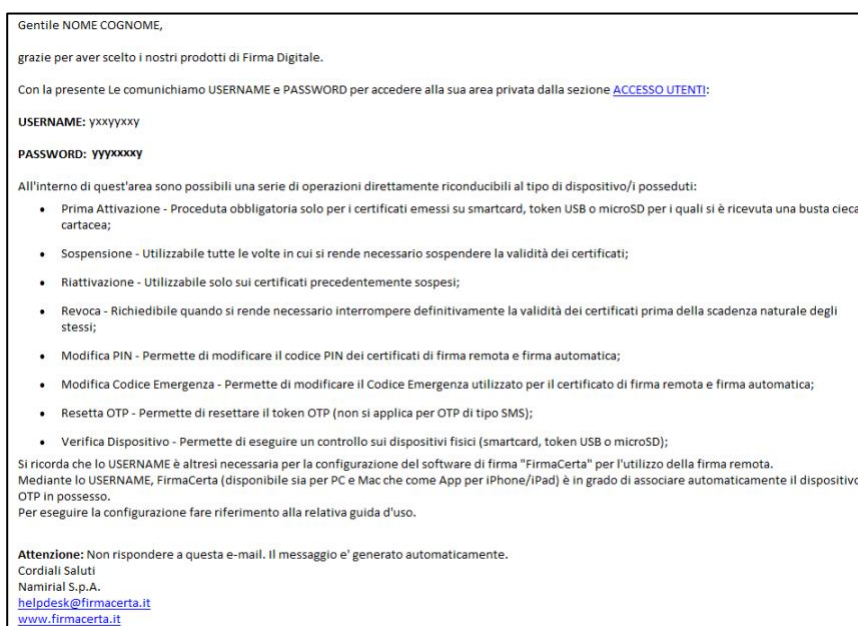 Gentile NOME COGNOME,
grazie per aver scelto i nostri prodotti di Firma Digitale.
Con la presente Le comunichiamo USERNAME e PASSWORD per accedere alla sua area privata dalla sezione ACCESSO UTENTI:
USERNAME: yxxyyxxy
PASSWORD: yyyxxxxy
All'interno di quest'area sono possibili una serie di operazioni direttamente riconducibili al tipo di dispositivo/i posseduti:
• Prima Attivazione - Proceduta obbligatoria solo per i certificati emessi su smartcard, token USB o microSD per i quali si è ricevuta una busta cieca
cartacea;
• Sospensione - Utilizzabile tutte le volte in cui si rende necessario sospendere la validità dei certificati;
• Riattivazione - Utilizzabile solo sui certificati precedentemente sospesi;
• Revoca - Richiedibile quando si rende necessario interrompere definitivamente la validità dei certificati prima della scadenza naturale degli
stessi;
• Modifica PIN - Permette di modificare il codice PIN dei certificati di firma remota e firma automatica;
• Modifica Codice Emergenza - Permette di modificare il Codice Emergenza utilizzato per il certificato di firma remota e firma automatica;
• Resetta OTP - Permette di resettare il token OTP (non si applica per OTP di tipo SMS);
• Verifica Dispositivo - Permette di eseguire un controllo sui dispositivi fisici (smartcard, token USB o microSD);
Si ricorda che lo USERNAME è altresì necessaria per la configurazione del software di firma "FirmaCerta" per l'utilizzo della firma remota.
Mediante lo USERNAME, FirmaCerta (disponibile sia per PC e Mac che come App per iPhone/iPad) è in grado di associare automaticamente il dispositivo
OTP in possesso.
Per eseguire la configurazione fare riferimento alla relativa guida d'uso.
Attenzione: Non rispondere a questa e-mail. Il messaggio e' generato automaticamente.
Cordiali Saluti
Namirial S.p.A.
helpdesk@firmacerta.it
www.firmacerta.it